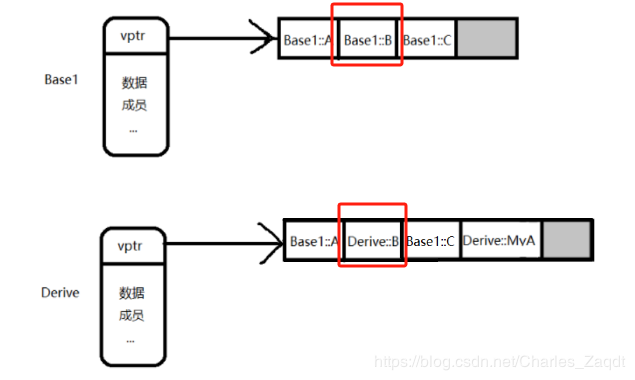 vptr
Base1::A
Base1::B
Base1::C
Base1
数据
成员
...
vptr
Base1::A
Derive::B
Base1::C
Derive::MyA
Derive
数据
成员
...
https://blog.csdn.net/Charles_Zaqdt